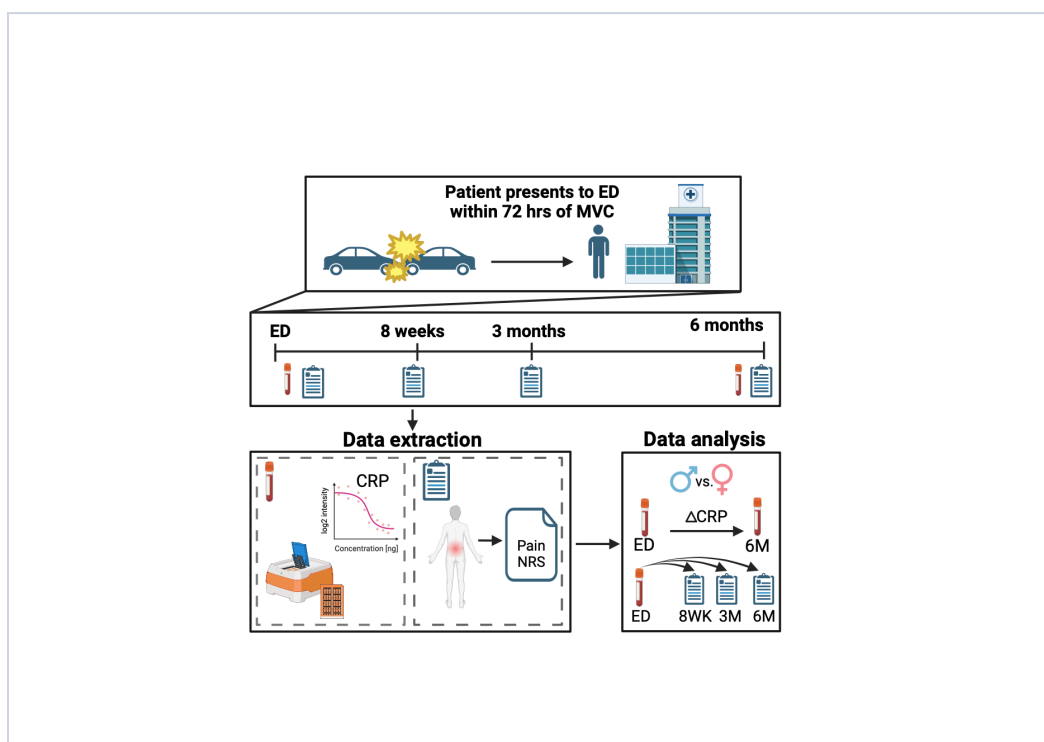 Patient presents to ED
within 72 hrs of MVC
ED
8 weeks
3 months
6 months
Data extraction
CRP
log2 intensity
Concentration [ng]
Pain
NRS
Data analysis
♂ vs. ♀
△CRP
ED
6M
ED
8WK
3M
6M